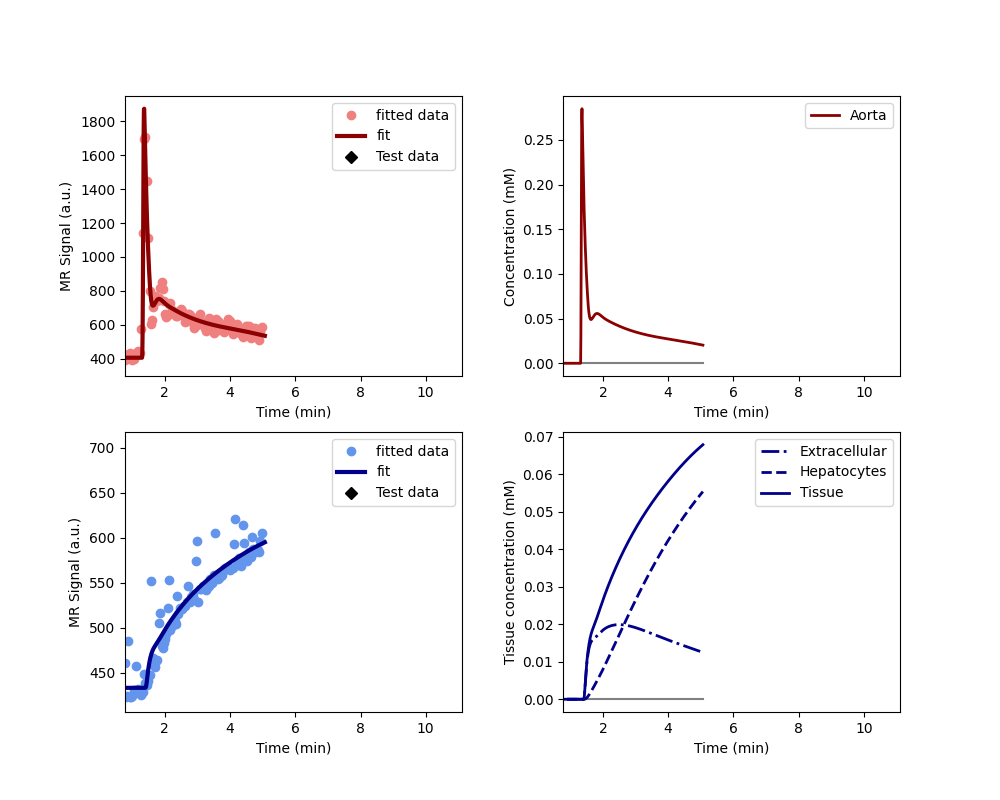 MR Signal (a.u.)
1800
1600
1400
1200
1000
800
600
400
fitted data
fit
Test data
2 4 6 8 10
Time (min)
Concentration (mM)
0.25
0.20
0.15
0.10
0.05
0.00
Aorta
2 4 6 8 10
Time (min)
MR Signal (a.u.)
700
650
600
550
500
450
fitted data
fit
Test data
2 4 6 8 10
Time (min)
Tissue concentration (mM)
0.07
0.06
0.05
0.04
0.03
0.02
0.01
0.00
Extracellular
Hepatocytes
Tissue
2 4 6 8 10
Time (min)